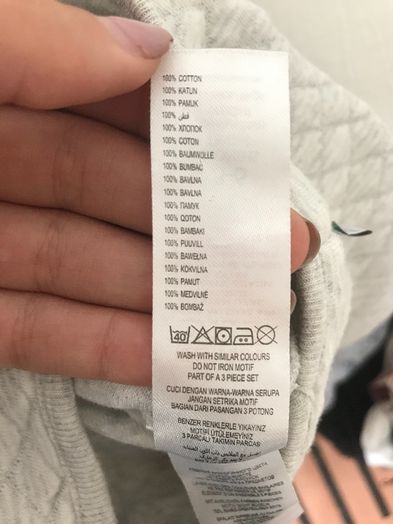 100% COTTON
100% KATUN
100% PAMUK
100% قطن
100% ХЛОПОК
100% COTON
100% BAUMWOLLE
100% BUMBAC
100% BAVLNA
100% BAVLNA
100% ПАМУК
100% QOTON
100% BAMBAKI
100% PUUVILL
100% BAWEŁNA
100% KOKVILNA
100% PAMUT
100% MEDVILNĖ
100% BOMBAŽ
40
WASH WITH SIMILAR COLOURS
DO NOT IRON MOTIF
PART OF A 3 PIECE SET
CUCI DENGAN WARNA-WARNA SERUPA
JANGAN SETRIKA MOTIF
BAGIAN DARI PASANGAN 3 POTONG
BENZER RENKLERLE YIKAYINIZ
MOTİFİ ÜTÜLEMEYİNİZ
3 PARÇALI TAKIMIN PARÇASI